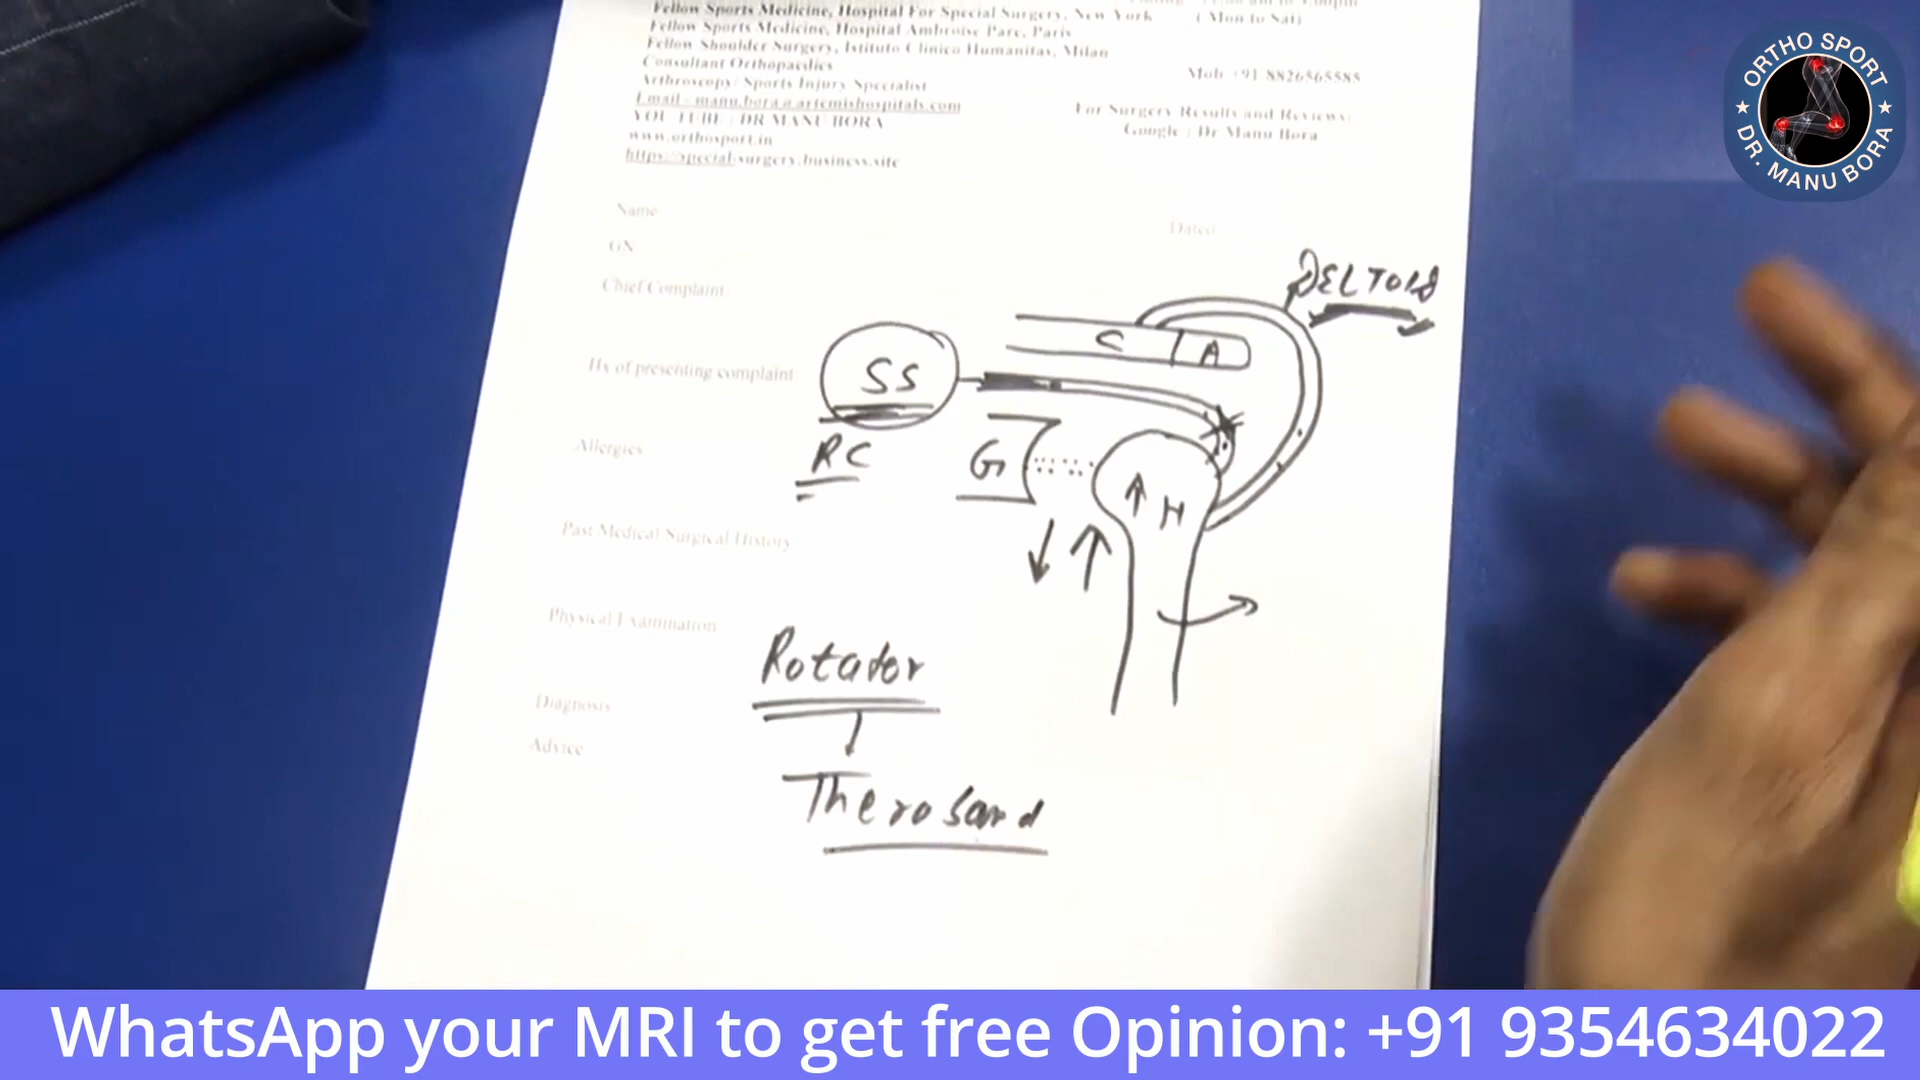 Fellow Sports Medicine, Hospital For Special Surgery, New York
( Mon to Sat)
Fellow Sports Medicine, Hospital Ambroise Pare, Paris
Fellow Shoulder Surgery, Istituto Clinico Humanitas, Milan
Consultant Orthopaedics
Arthroscopy/ Sports Injury Specialist
Mob +91 8826565585
Email - manu.bora@artemishospitals.com
For Surgery Results and Reviews:
YOU TUBE : DR MANU BORA
Google : Dr Manu Bora
www.orthosport.in
https://special-surgery.business.site
ORTHO SPORT
DR. MANU BORA
Name
Dated
GN
Chief Complaint
DELTOID
C A
Hx of presenting complaint
SS
RC
Allergies
G
H
Past Medical Surgical History
Physical Examination
Rotator
Diagnosis
Advice
Theroband
WhatsApp your MRI to get free Opinion: +91 9354634022